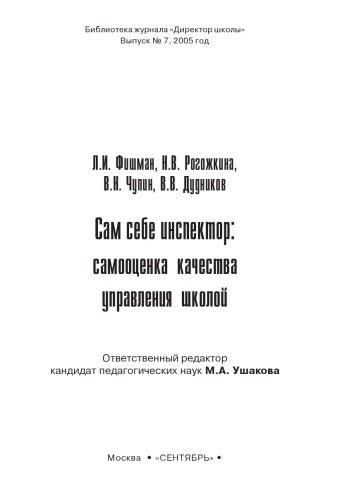 Библиотека журнала «Директор школы»
Выпуск № 7, 2005 год
Л.И. Фишман, Н.В. Рогожкина,
В.Н. Чупин, В.В. Дудников
Сам себе инспектор:
самооценка качества
управления школой
Ответственный редактор
кандидат педагогических наук М.А. Ушакова
Москва • «СЕНТЯБРЬ» •